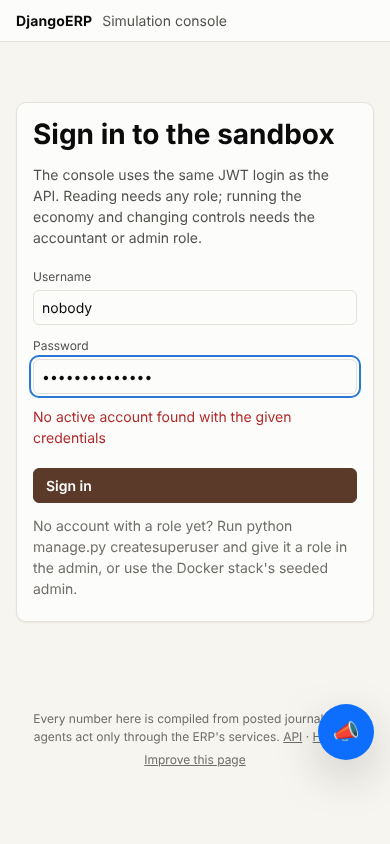 DjangoERP Simulation console
Sign in to the sandbox
The console uses the same JWT login as the
API. Reading needs any role; running the
economy and changing controls needs the
accountant or admin role.
Username
nobody
Password
••••••••••••••
No active account found with the given
credentials
Sign in
No account with a role yet? Run python
manage.py createsuperuser and give it a role in
the admin, or use the Docker stack's seeded
admin.
Every number here is compiled from posted
agents act only through the ERP's services. API ·
Improve this page